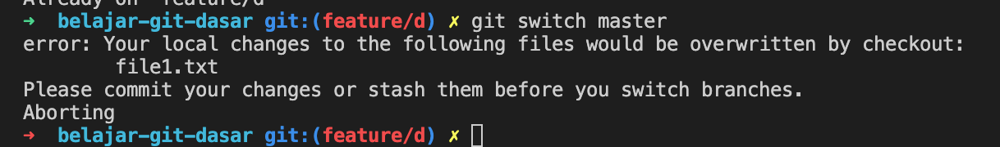 Already on 'feature/d'
→ belajar-git-dasar git:(feature/d) ✗ git switch master
error: Your local changes to the following files would be overwritten by checkout:
        file1.txt
Please commit your changes or stash them before you switch branches.
Aborting
→ belajar-git-dasar git:(feature/d) ✗